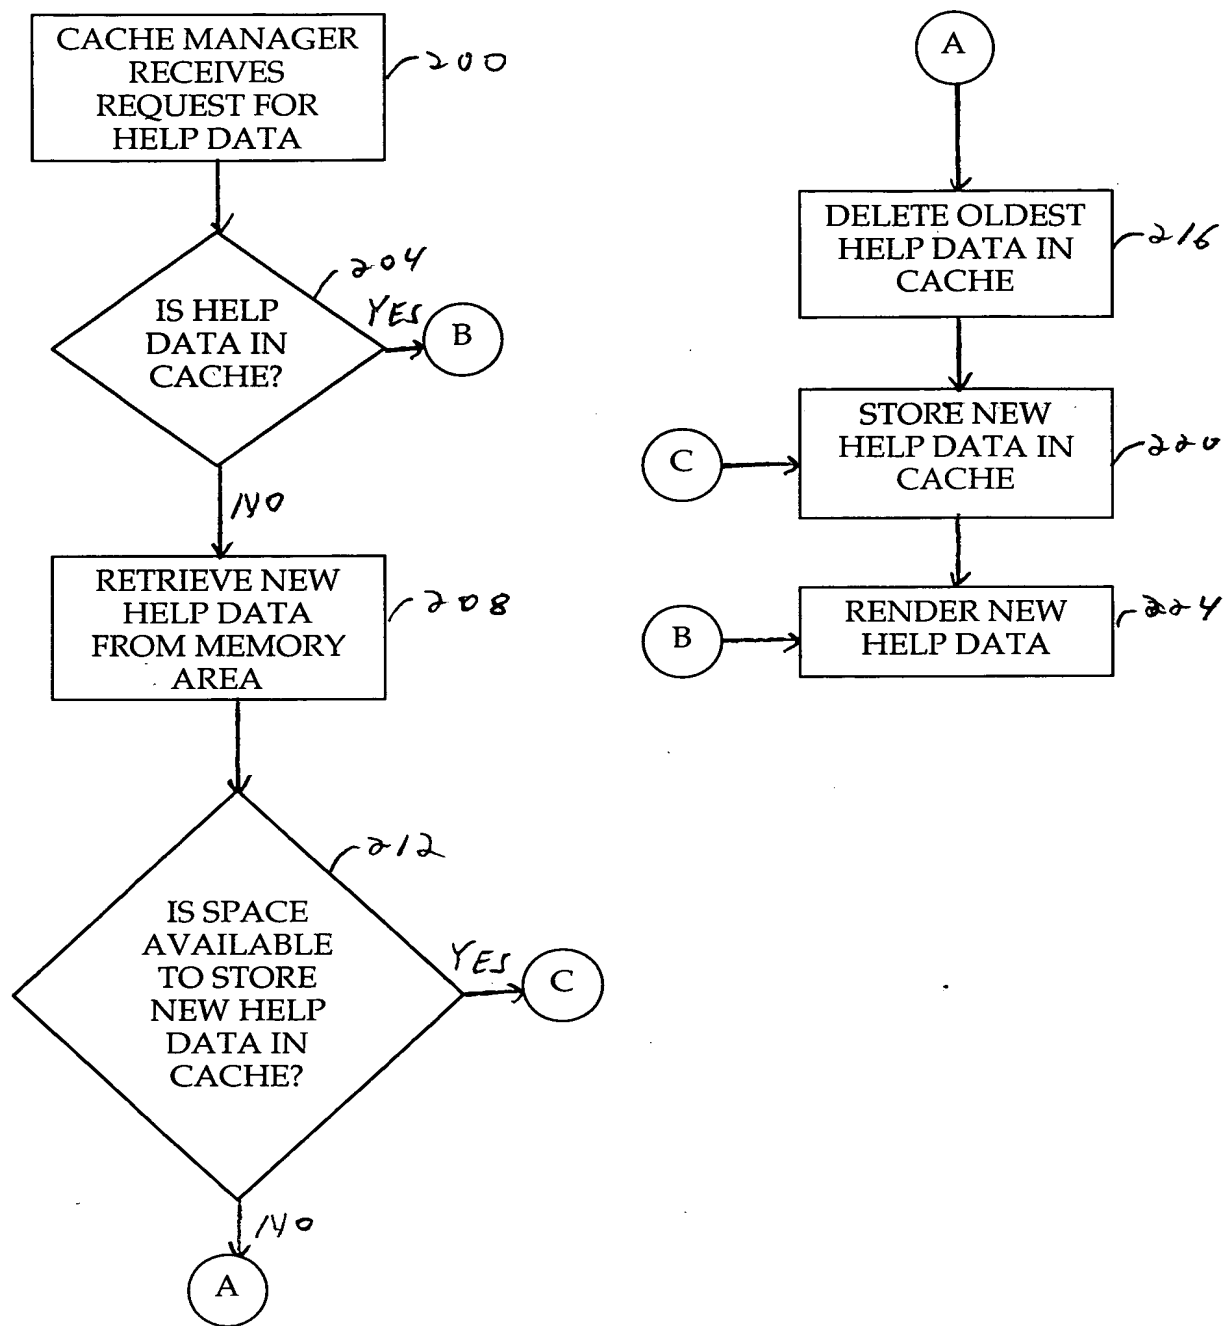 CACHE MANAGER
RECEIVES
REQUEST FOR
HELP DATA
200
IS HELP
DATA IN
CACHE?
204
YES
B
NO
RETRIEVE NEW
HELP DATA
FROM MEMORY
AREA
208
IS SPACE
AVAILABLE
TO STORE
NEW HELP
DATA IN
CACHE?
212
YES
C
NO
A
A
DELETE OLDEST
HELP DATA IN
CACHE
216
C
STORE NEW
HELP DATA IN
CACHE
220
B
RENDER NEW
HELP DATA
224